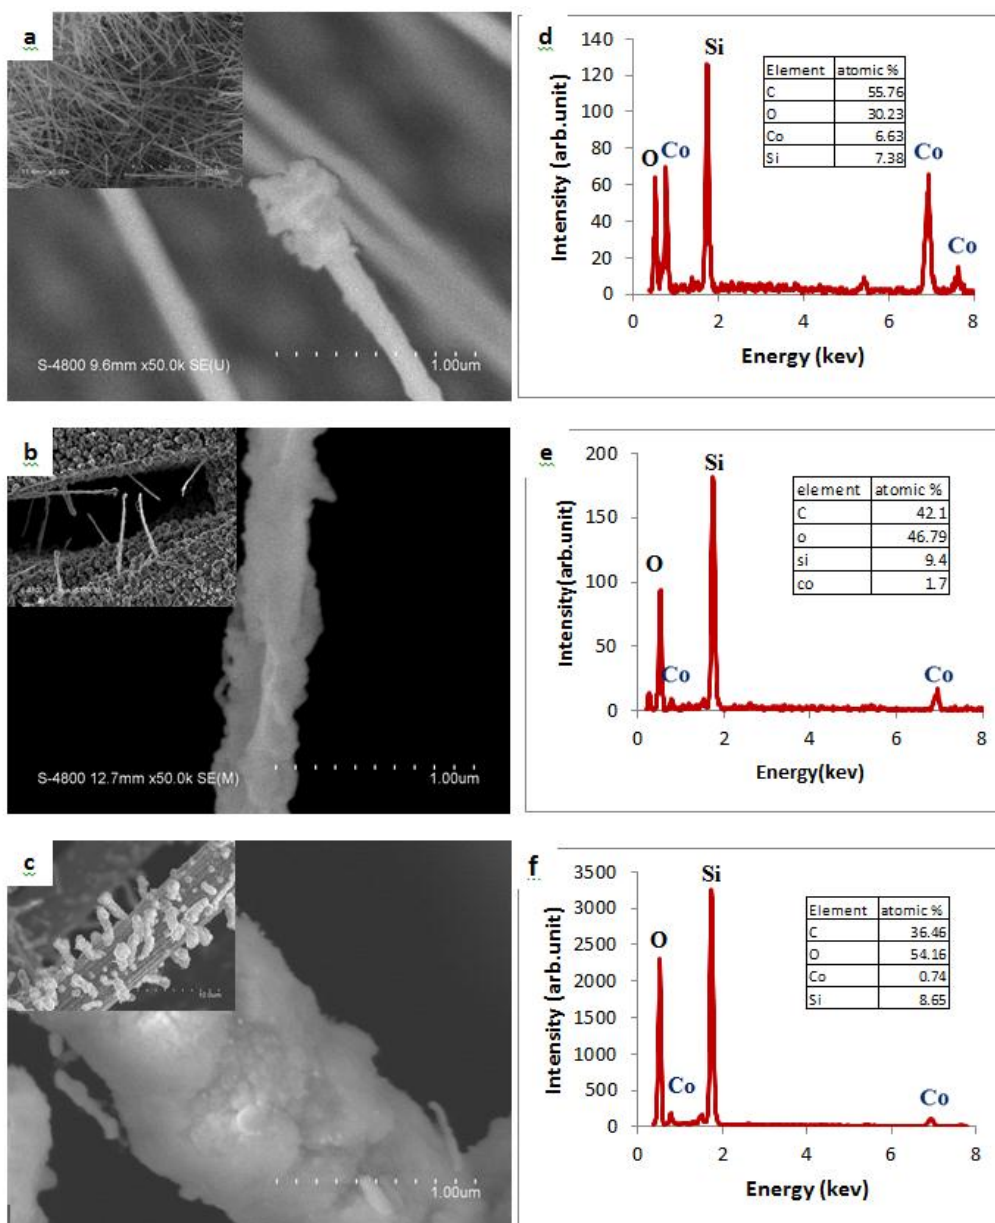 a
1.00um
S-4800 9.6mm x50.0k SE(U)
d
Intensity (arb.unit)
140
120
100
80
60
40
20
0
0 2 4 6 8
Energy (kev)
O
Co
Si
Co
Co
Element atomic %
C 55.76
O 30.23
Co 6.63
Si 7.38
b
S-4800 12.7mm x50.0k SE(M)
1.00um
e
Intensity(arb.unit)
200
150
100
50
0
0 2 4 6 8
Energy(kev)
O
Co
Si
Co
element atomic %
C 42.1
o 46.79
si 9.4
co 1.7
c
10.0um
1.00um
f
Intensity (arb.unit)
3500
3000
2500
2000
1500
1000
500
0
0 2 4 6 8
Energy (kev)
O
Co
Si
Co
Element atomic %
C 36.46
O 54.16
Co 0.74
Si 8.65